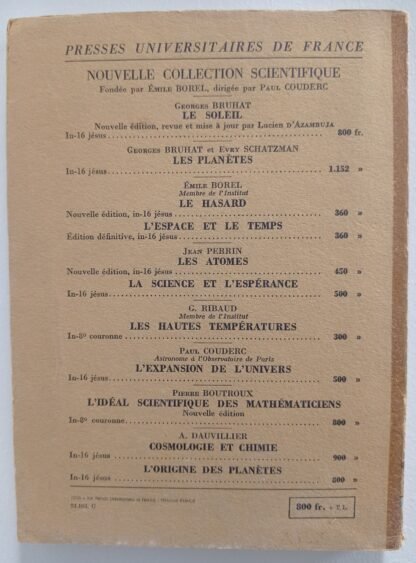 PRESSES UNIVERSITAIRES DE FRANCE
NOUVELLE COLLECTION SCIENTIFIQUE
Fondée par ÉMILE BOREL, dirigée par PAUL COUDERC
GEORGES BRUHAT
LE SOLEIL
Nouvelle édition, revue et mise à jour par Lucien D'AZAMBUJA
In-16 jésus 800 fr.
GEORGES BRUHAT et EVRY SCHATZMAN
LES PLANÈTES
In-16 jésus 1.152 »
ÉMILE BOREL
Membre de l'Institut
LE HASARD
Nouvelle édition, in-16 jésus 360 »
L'ESPACE ET LE TEMPS
Édition définitive, in-16 jésus 360 »
JEAN PERRIN
LES ATOMES
Nouvelle édition, in-16 jésus 450 »
LA SCIENCE ET L'ESPÉRANCE
In-16 jésus 500 »
G. RIBAUD
Membre de l'Institut
LES HAUTES TEMPÉRATURES
In-8º couronne 300 »
PAUL COUDERC
Astronome à l'Observatoire de Paris
L'EXPANSION DE L'UNIVERS
In-16 jésus 500 »
PIERRE BOUTROUX
L'IDÉAL SCIENTIFIQUE DES MATHÉMATICIENS
Nouvelle édition
In-8º couronne 800 »
A. DAUVILLIER
COSMOLOGIE ET CHIMIE
In-16 jésus 900 »
L'ORIGINE DES PLANÈTES
In-16 jésus 800 »
800 fr. + T.L.